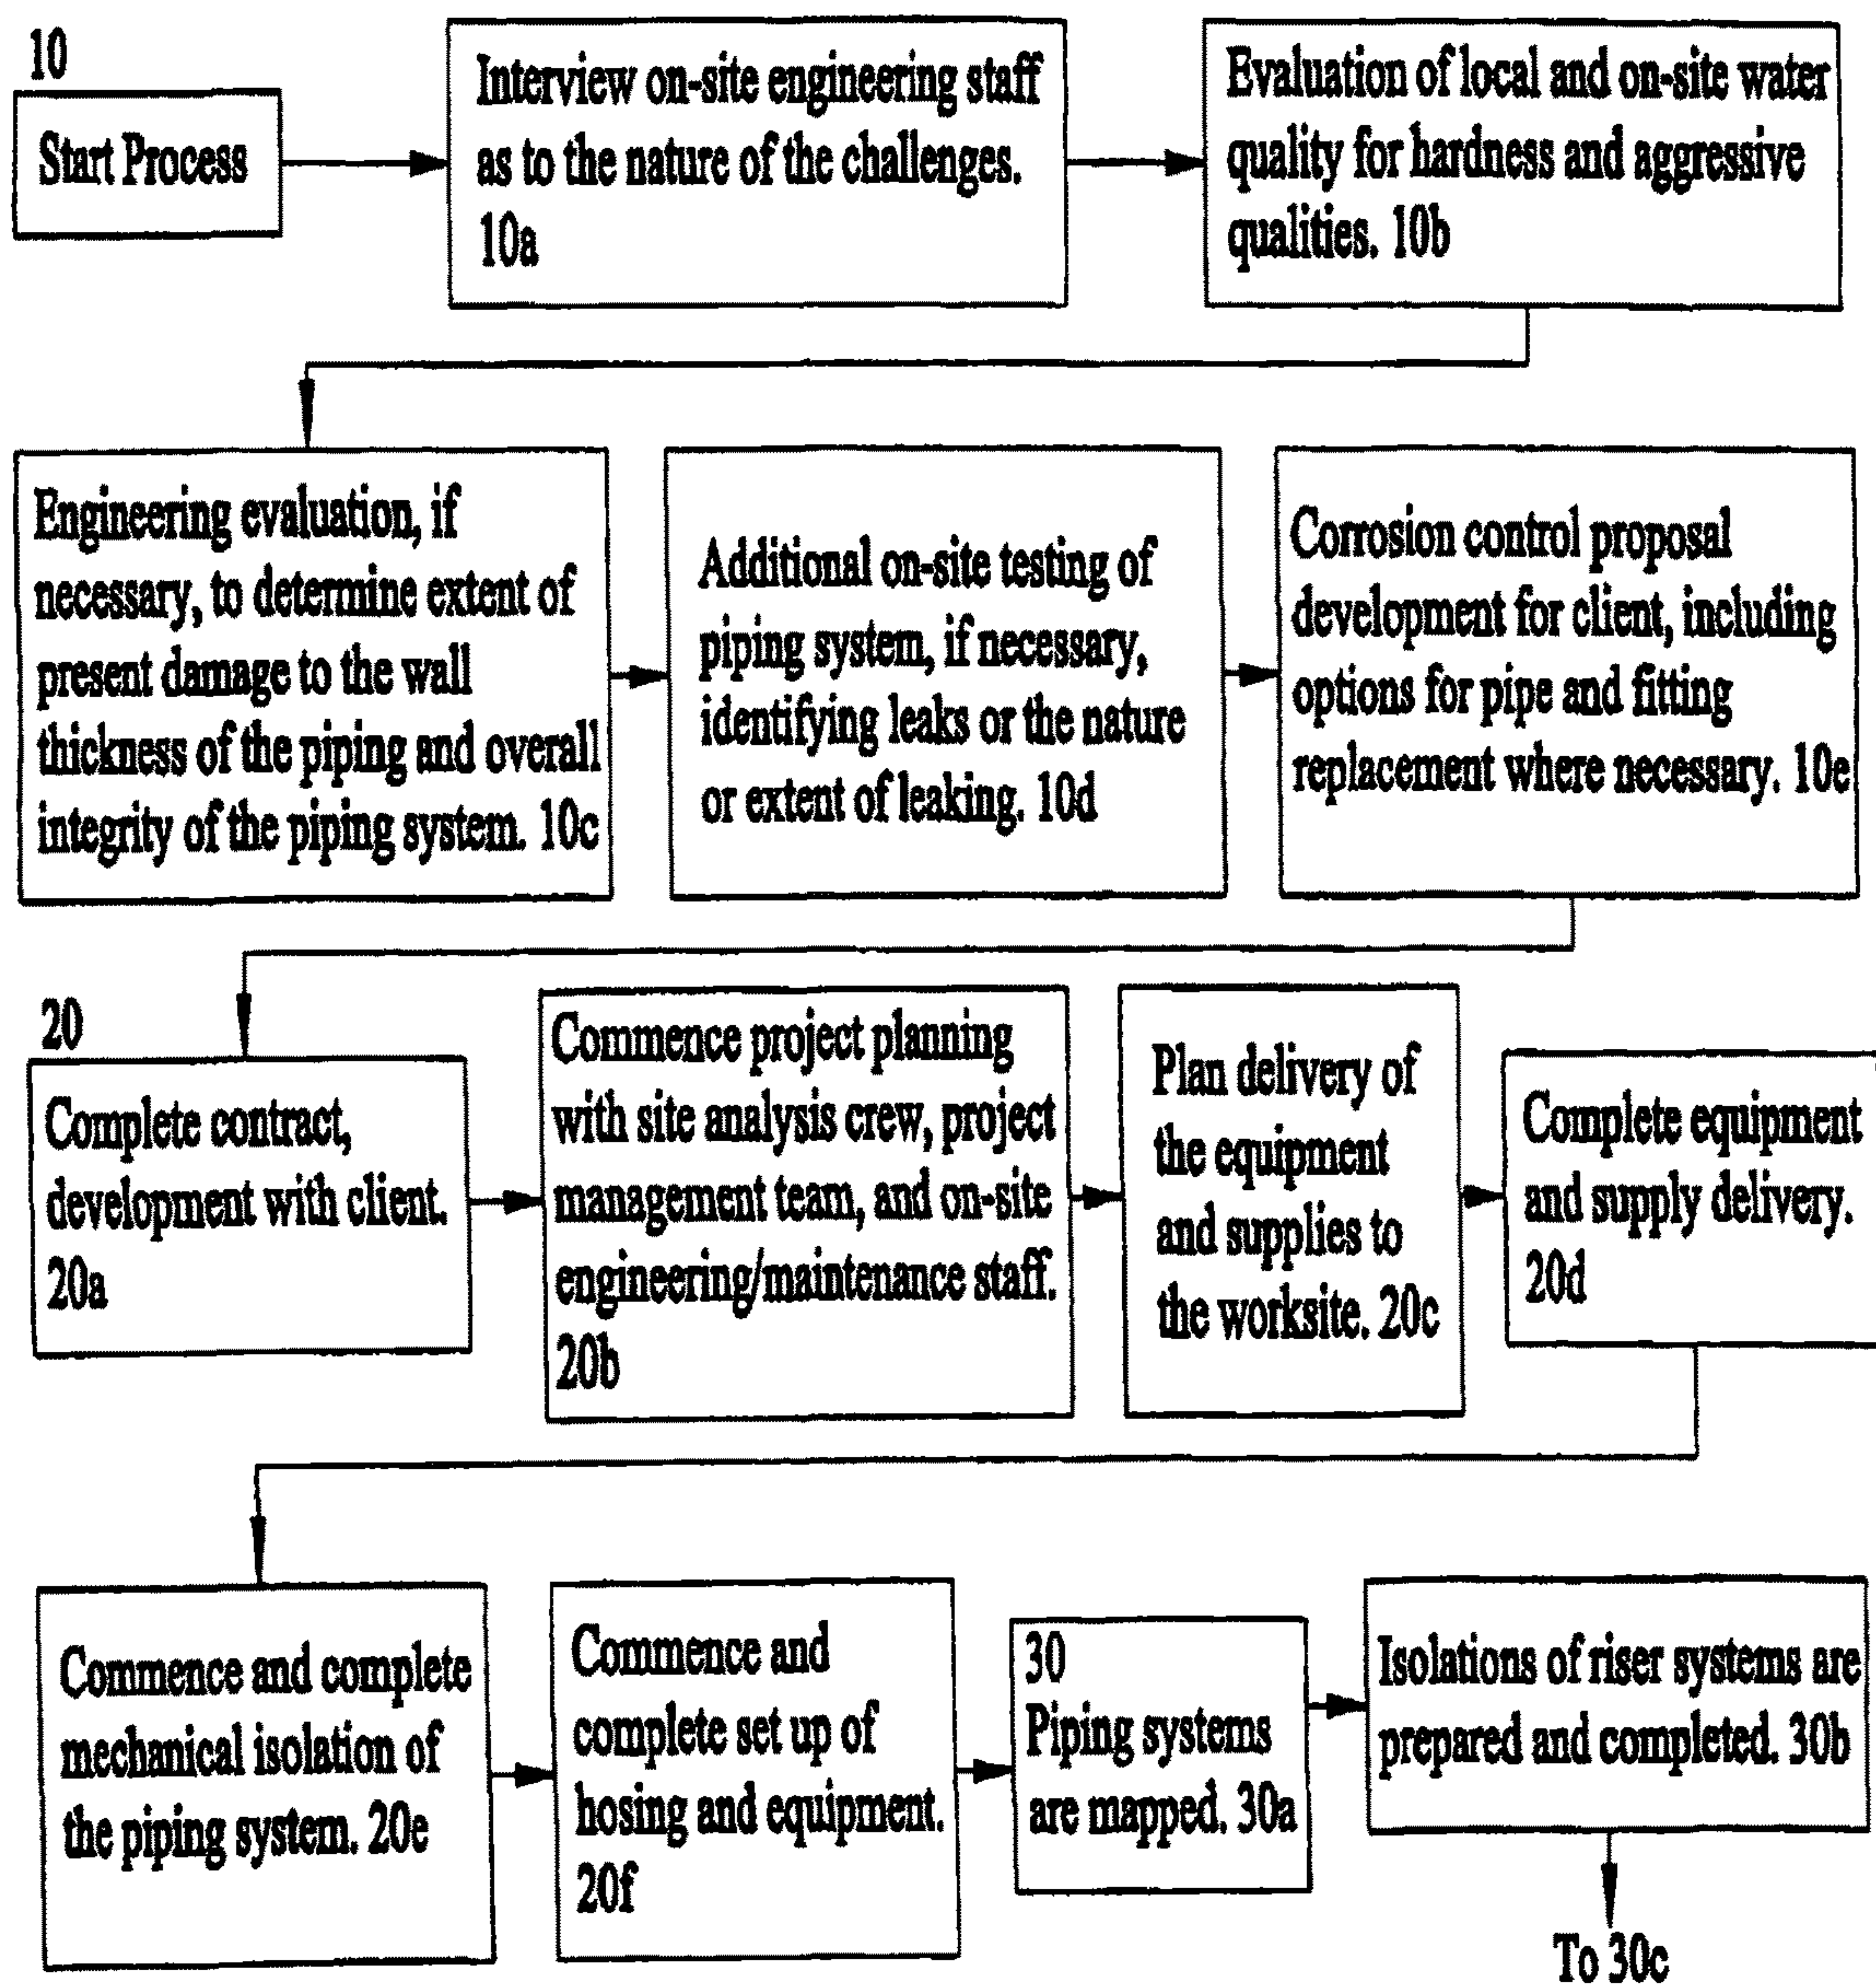 10
Start Process
Interview on-site engineering staff
as to the nature of the challenges.
10a
Evaluation of local and on-site water
quality for hardness and aggressive
qualities. 10b
Engineering evaluation, if
necessary, to determine extent of
present damage to the wall
thickness of the piping and overall
integrity of the piping system. 10c
Additional on-site testing of
piping system, if necessary,
identifying leaks or the nature
or extent of leaking. 10d
Corrosion control proposal
development for client, including
options for pipe and fitting
replacement where necessary. 10e
20
Complete contract,
development with client.
20a
Commence project planning
with site analysis crew, project
management team, and on-site
engineering/maintenance staff.
20b
Plan delivery of
the equipment
and supplies to
the worksite. 20c
Complete equipment
and supply delivery.
20d
Commence and complete
mechanical isolation of
the piping system. 20e
Commence and
complete set up of
hosing and equipment.
20f
30
Piping systems
are mapped. 30a
Isolations of riser systems are
prepared and completed. 30b
To 30c